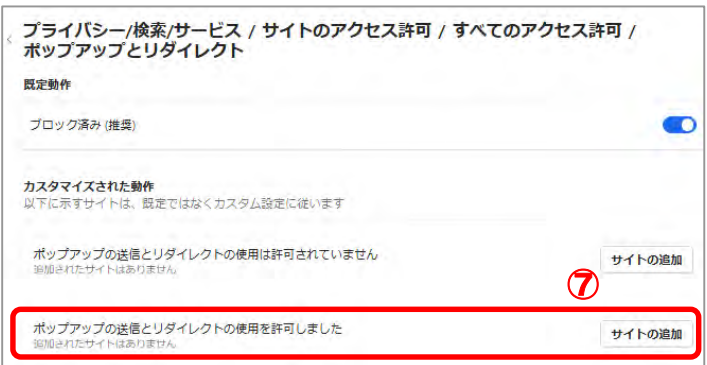 プライバシー/検索/サービス / サイトのアクセス許可 / すべてのアクセス許可 /
ポップアップとリダイレクト
既定動作
ブロック済み (推奨)
カスタマイズされた動作
以下に示すサイトは、既定ではなくカスタム設定に従います
ポップアップの送信とリダイレクトの使用は許可されていません
追加されたサイトはありません
サイトの追加
⑦
ポップアップの送信とリダイレクトの使用を許可しました
追加されたサイトはありません
サイトの追加